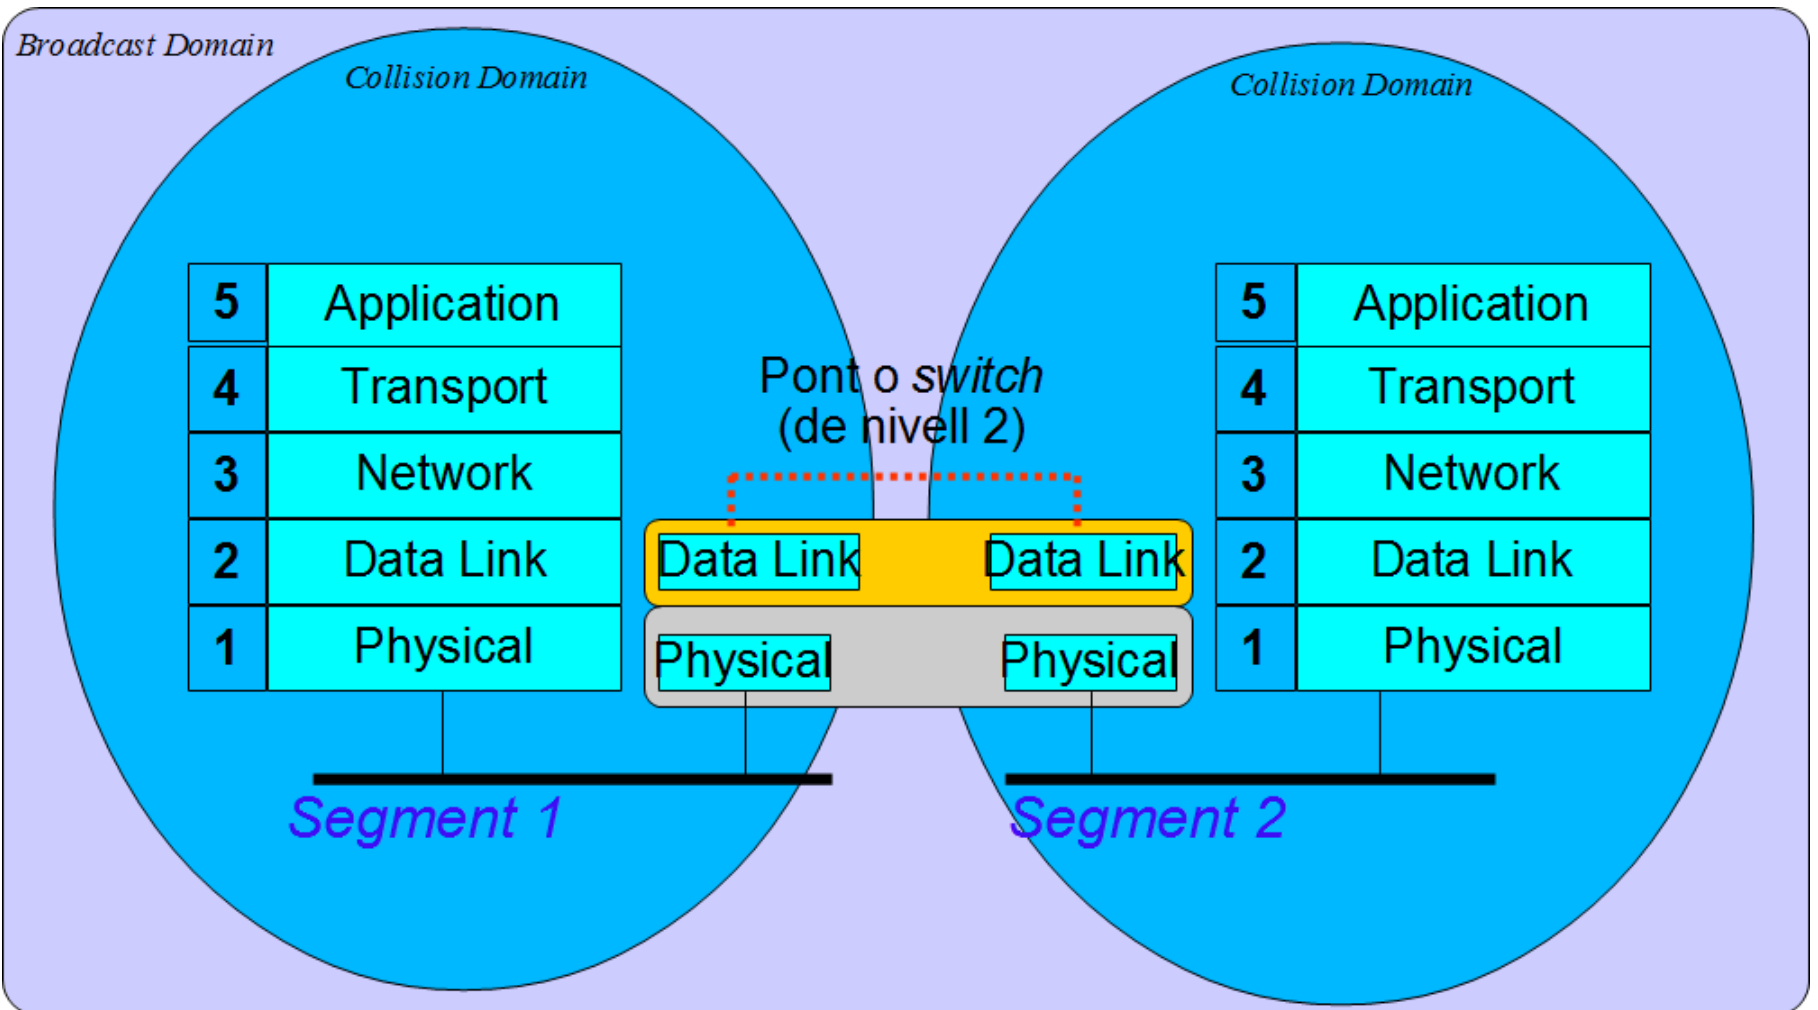 Broadcast Domain
Collision Domain
Collision Domain
5 Application
4 Transport
3 Network
2 Data Link
1 Physical
Pont o switch
(de nivell 2)
Data Link
Data Link
Physical
Physical
5 Application
4 Transport
3 Network
2 Data Link
1 Physical
Segment 1
Segment 2